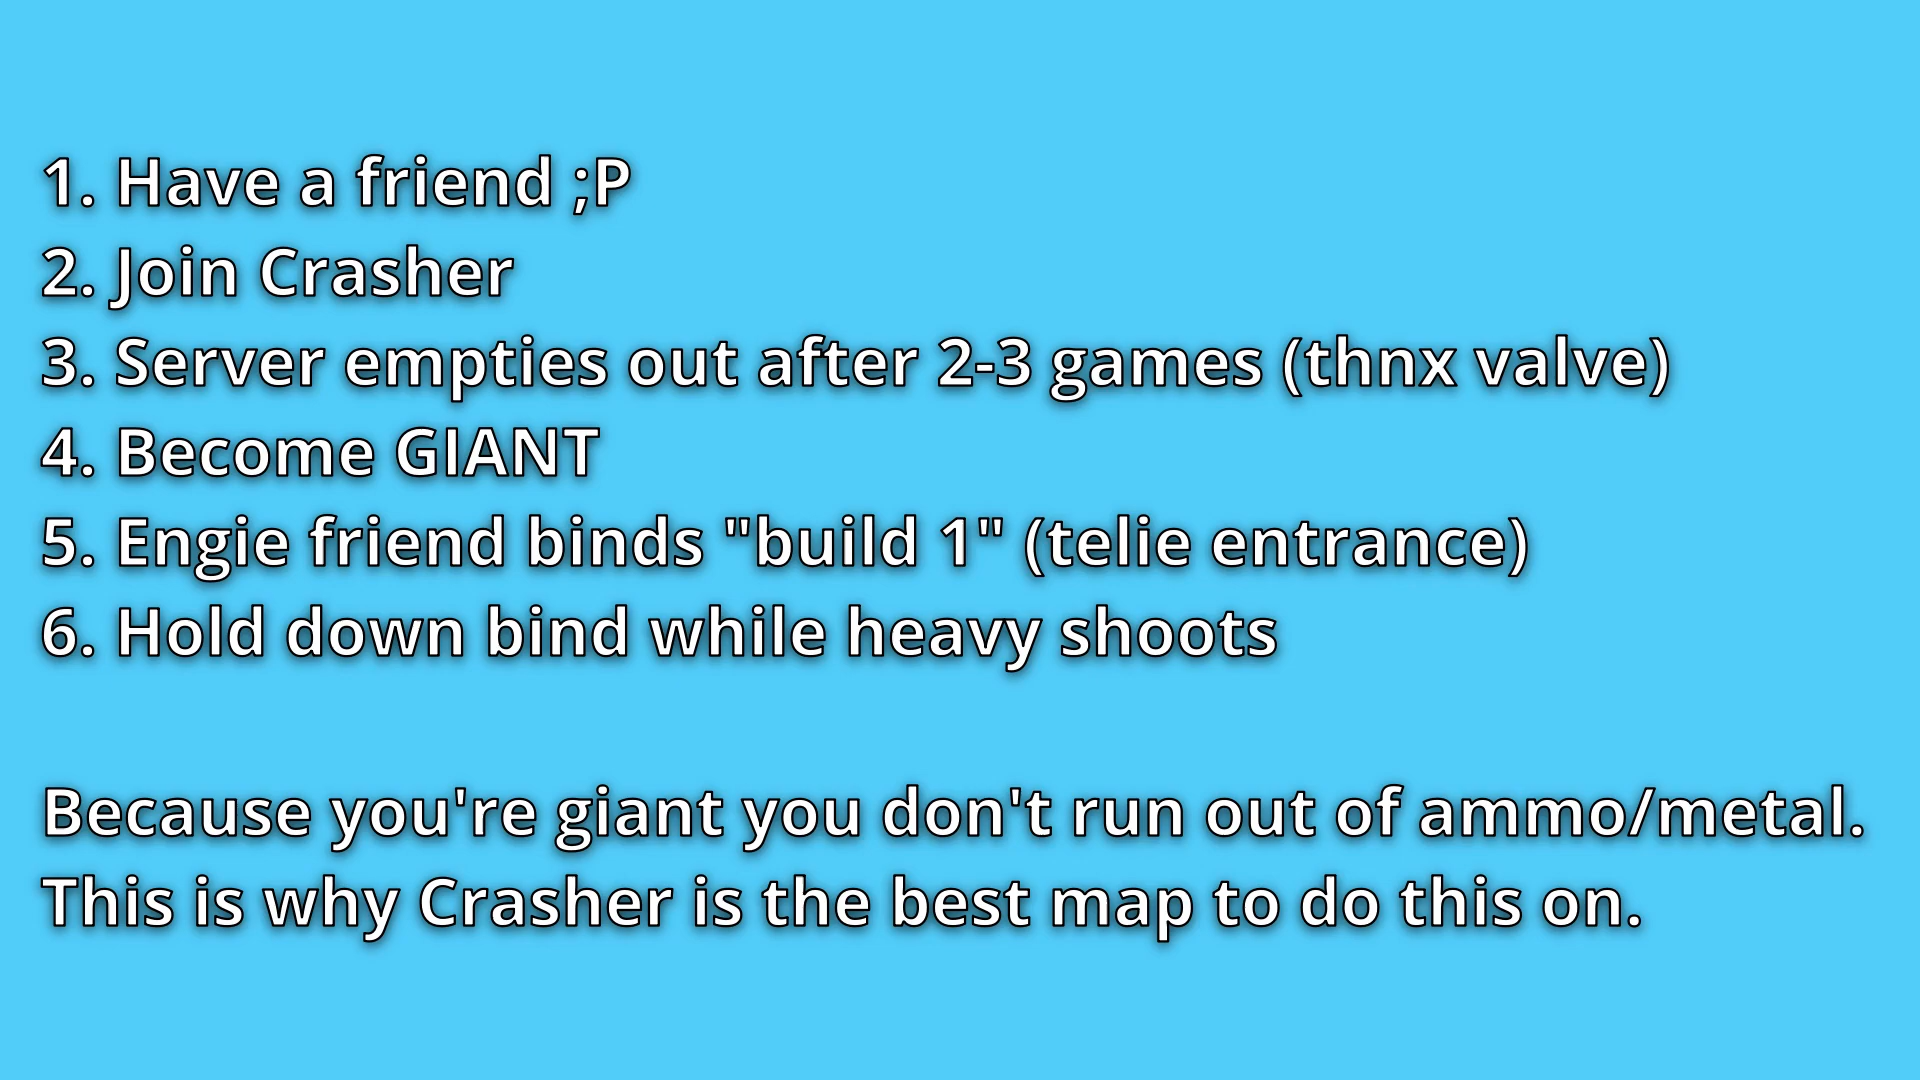 1. Have a friend ;P
2. Join Crasher
3. Server empties out after 2-3 games (thnx valve)
4. Become GIANT
5. Engie friend binds "build 1" (telie entrance)
6. Hold down bind while heavy shoots
Because you're giant you don't run out of ammo/metal.
This is why Crasher is the best map to do this on.